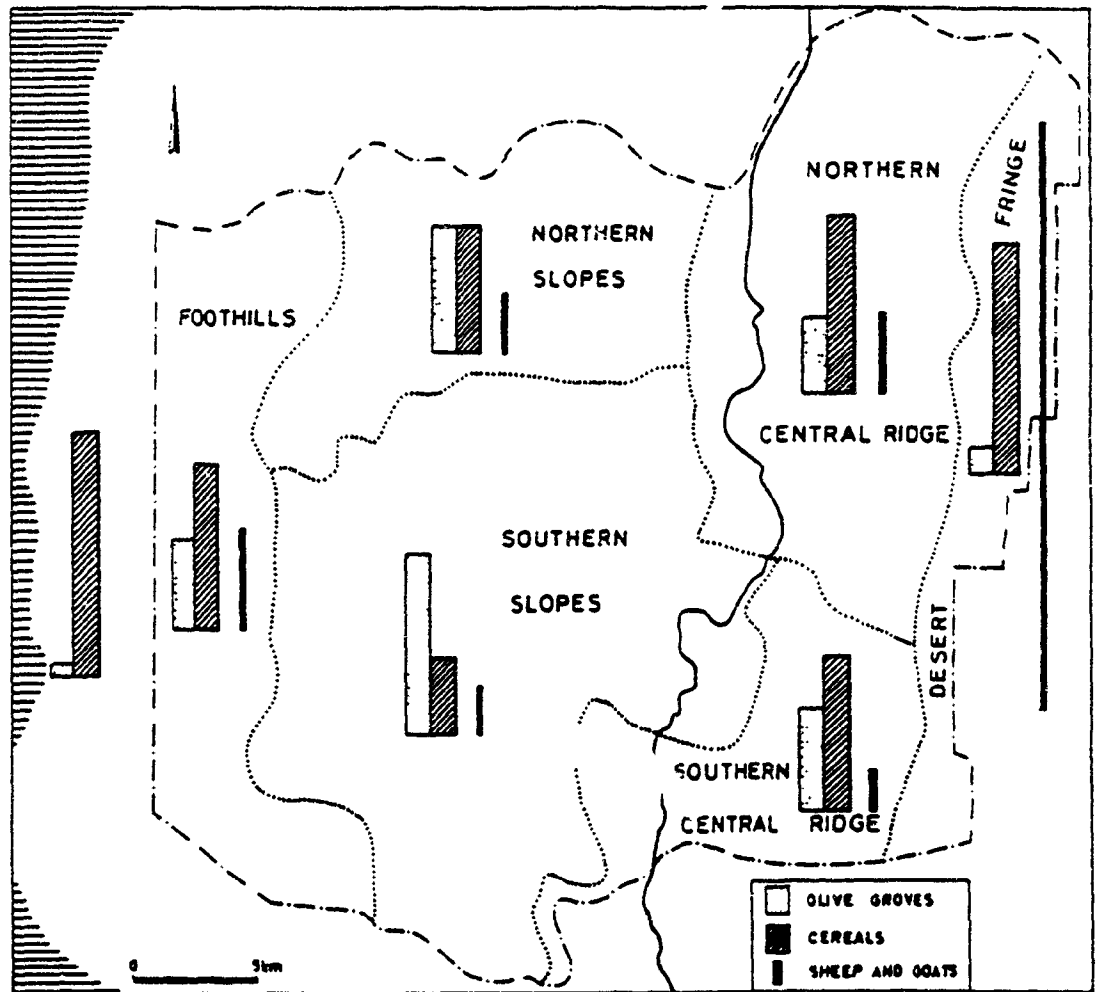 NORTHERN
FRINGE
NORTHERN
SLOPES
FOOTHILLS
CENTRAL RIDGE
SOUTHERN
SLOPES
DESERT
SOUTHERN
CENTRAL RIDGE
OLIVE GROVES
CEREALS
SHEEP AND GOATS
0 5km